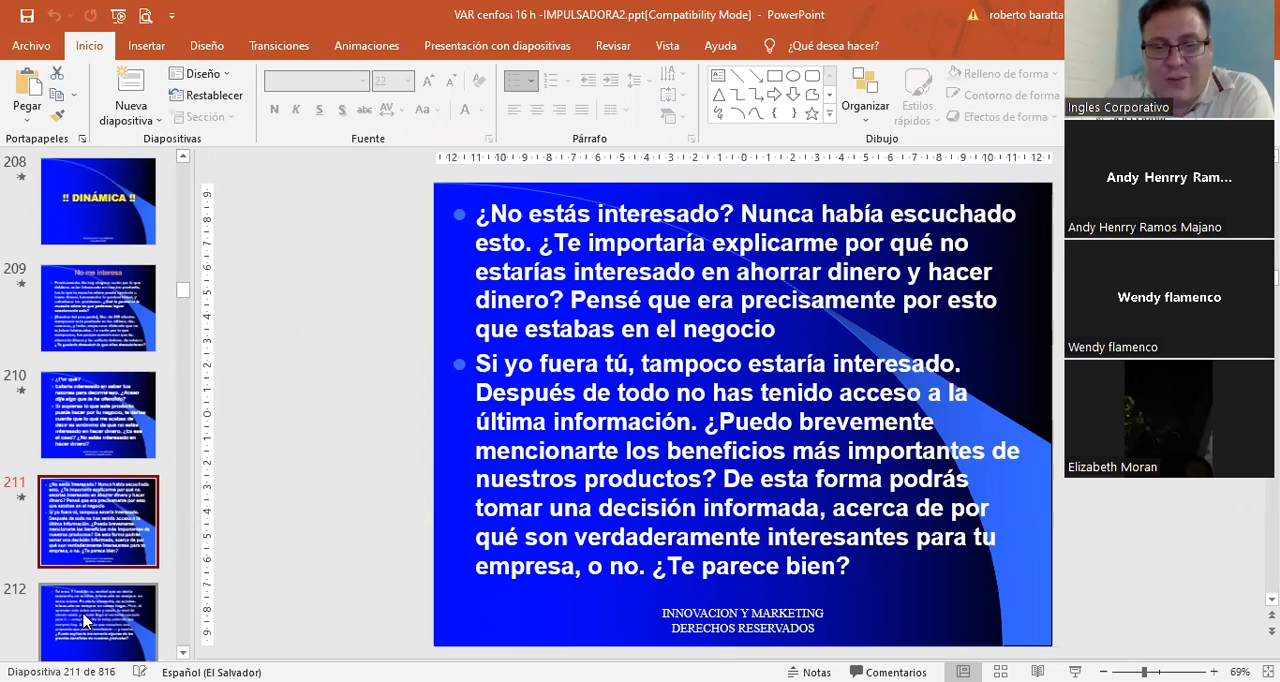 VAR cenfosi 16 h -IMPULSADORA2.ppt[Compatibility Mode] - PowerPoint
roberto baratta
Archivo Inicio Insertar Diseño Transiciones Animaciones Presentación con diapositivas Revisar Vista Ayuda ¿Qué desea hacer?
Pegar
Nueva diapositiva
Diseño
Restablecer
Sección
22
N K S S abc AV Aa A
Organizar
Estilos rápidos
Relleno de forma
Contorno de forma
Efectos de forma
Portapapeles Diapositivas Fuente Párrafo Dibujo
Ingles Corporativo
Andy Henrry Ram...
Andy Henrry Ramos Majano
Wendy flamenco
Wendy flamenco
Elizabeth Moran
208
!! DINÁMICA !!
209
No me interesa
210
211
212
¿No estás interesado? Nunca había escuchado
esto. ¿Te importaría explicarme por qué no
estarías interesado en ahorrar dinero y hacer
dinero? Pensé que era precisamente por esto
que estabas en el negocio
Si yo fuera tú, tampoco estaría interesado.
Después de todo no has tenido acceso a la
última información. ¿Puedo brevemente
mencionarte los beneficios más importantes de
nuestros productos? De esta forma podrás
tomar una decisión informada, acerca de por
qué son verdaderamente interesantes para tu
empresa, o no. ¿Te parece bien?
INNOVACION Y MARKETING
DERECHOS RESERVADOS
Diapositiva 211 de 816 Español (El Salvador) Notas Comentarios 69%